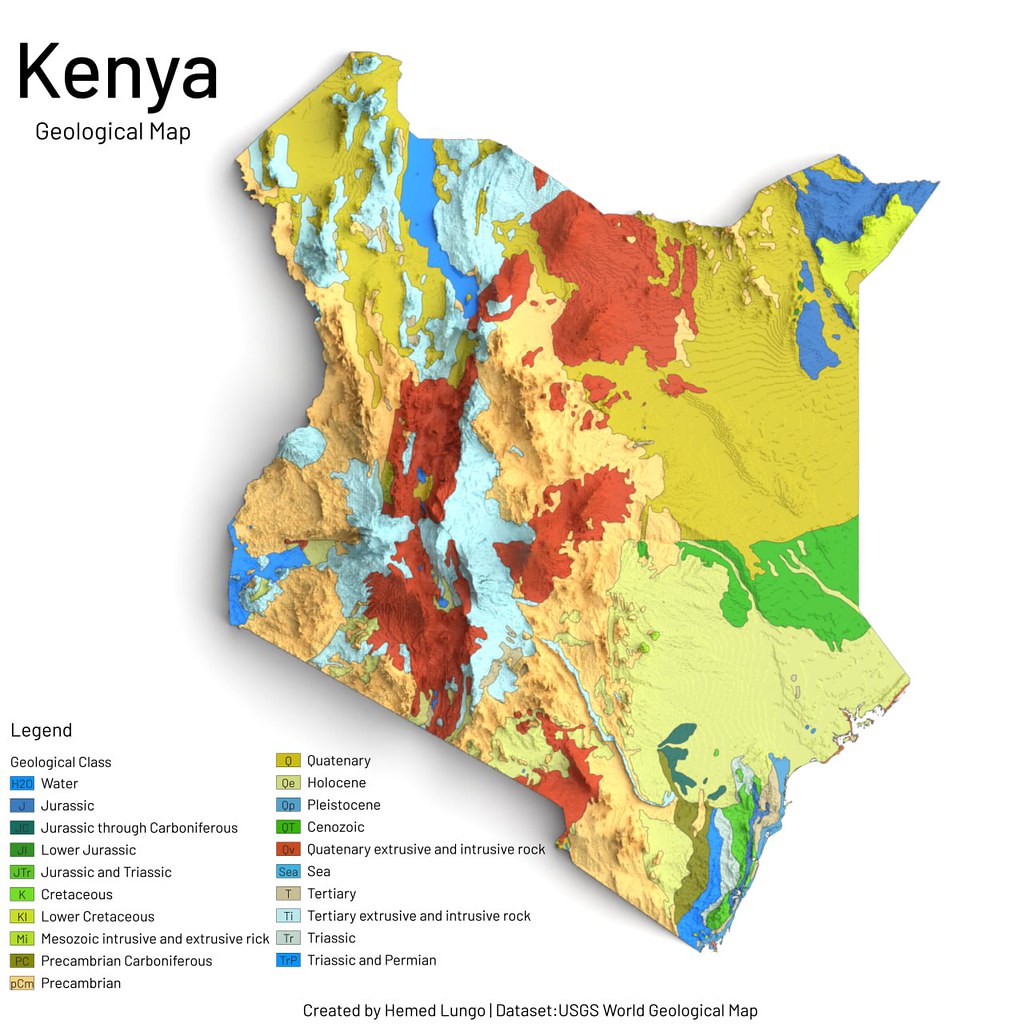 Kenya
Geological Map
Legend
Geological Class
H2O Water
J Jurassic
JC Jurassic through Carboniferous
Jl Lower Jurassic
JTr Jurassic and Triassic
K Cretaceous
Kl Lower Cretaceous
Mi Mesozoic intrusive and extrusive rick
PC Precambrian Carboniferous
pCm Precambrian
Q Quatenary
Qe Holocene
Qp Pleistocene
QT Cenozoic
Qv Quatenary extrusive and intrusive rock
Sea Sea
T Tertiary
Ti Tertiary extrusive and intrusive rock
Tr Triassic
TrP Triassic and Permian
Created by Hemed Lungo | Dataset:USGS World Geological Map